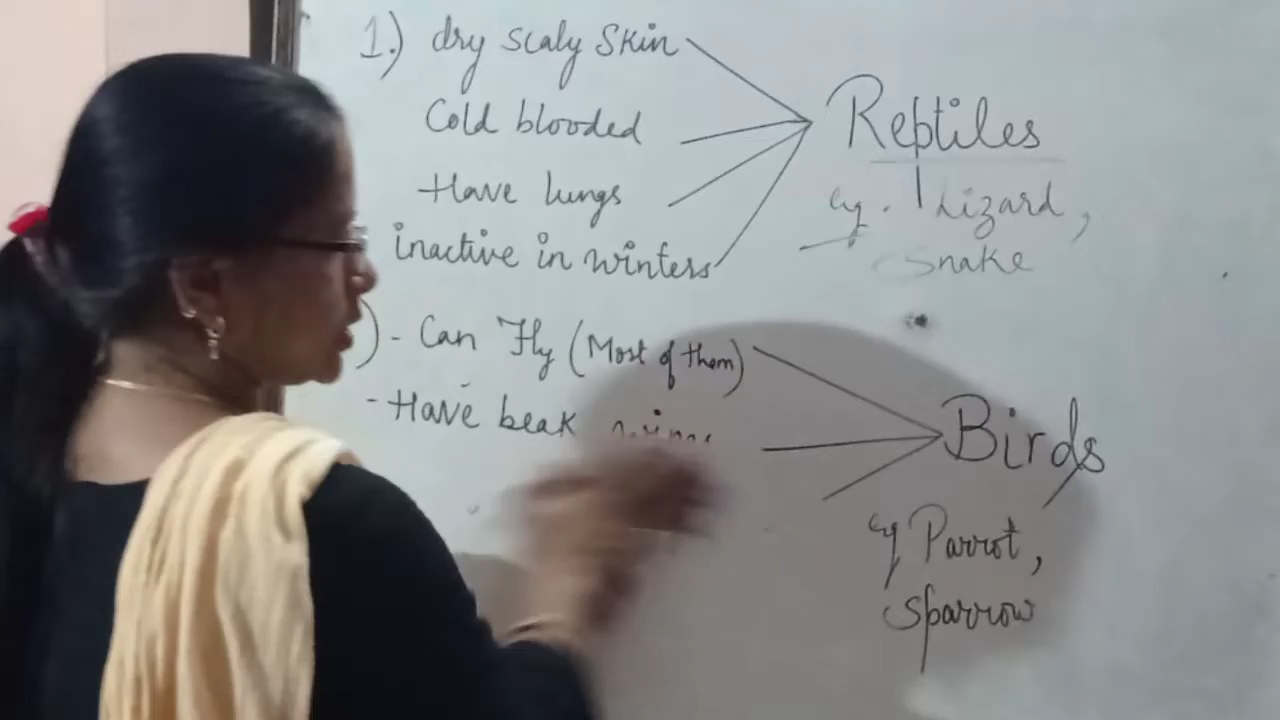 1.) dry scaly skin
Cold blooded
Have lungs
inactive in winters
Reptiles
eg. Lizard,
Snake
) - Can Fly (Most of them)
- Have beak
Birds
eg Parrot,
Sparrow